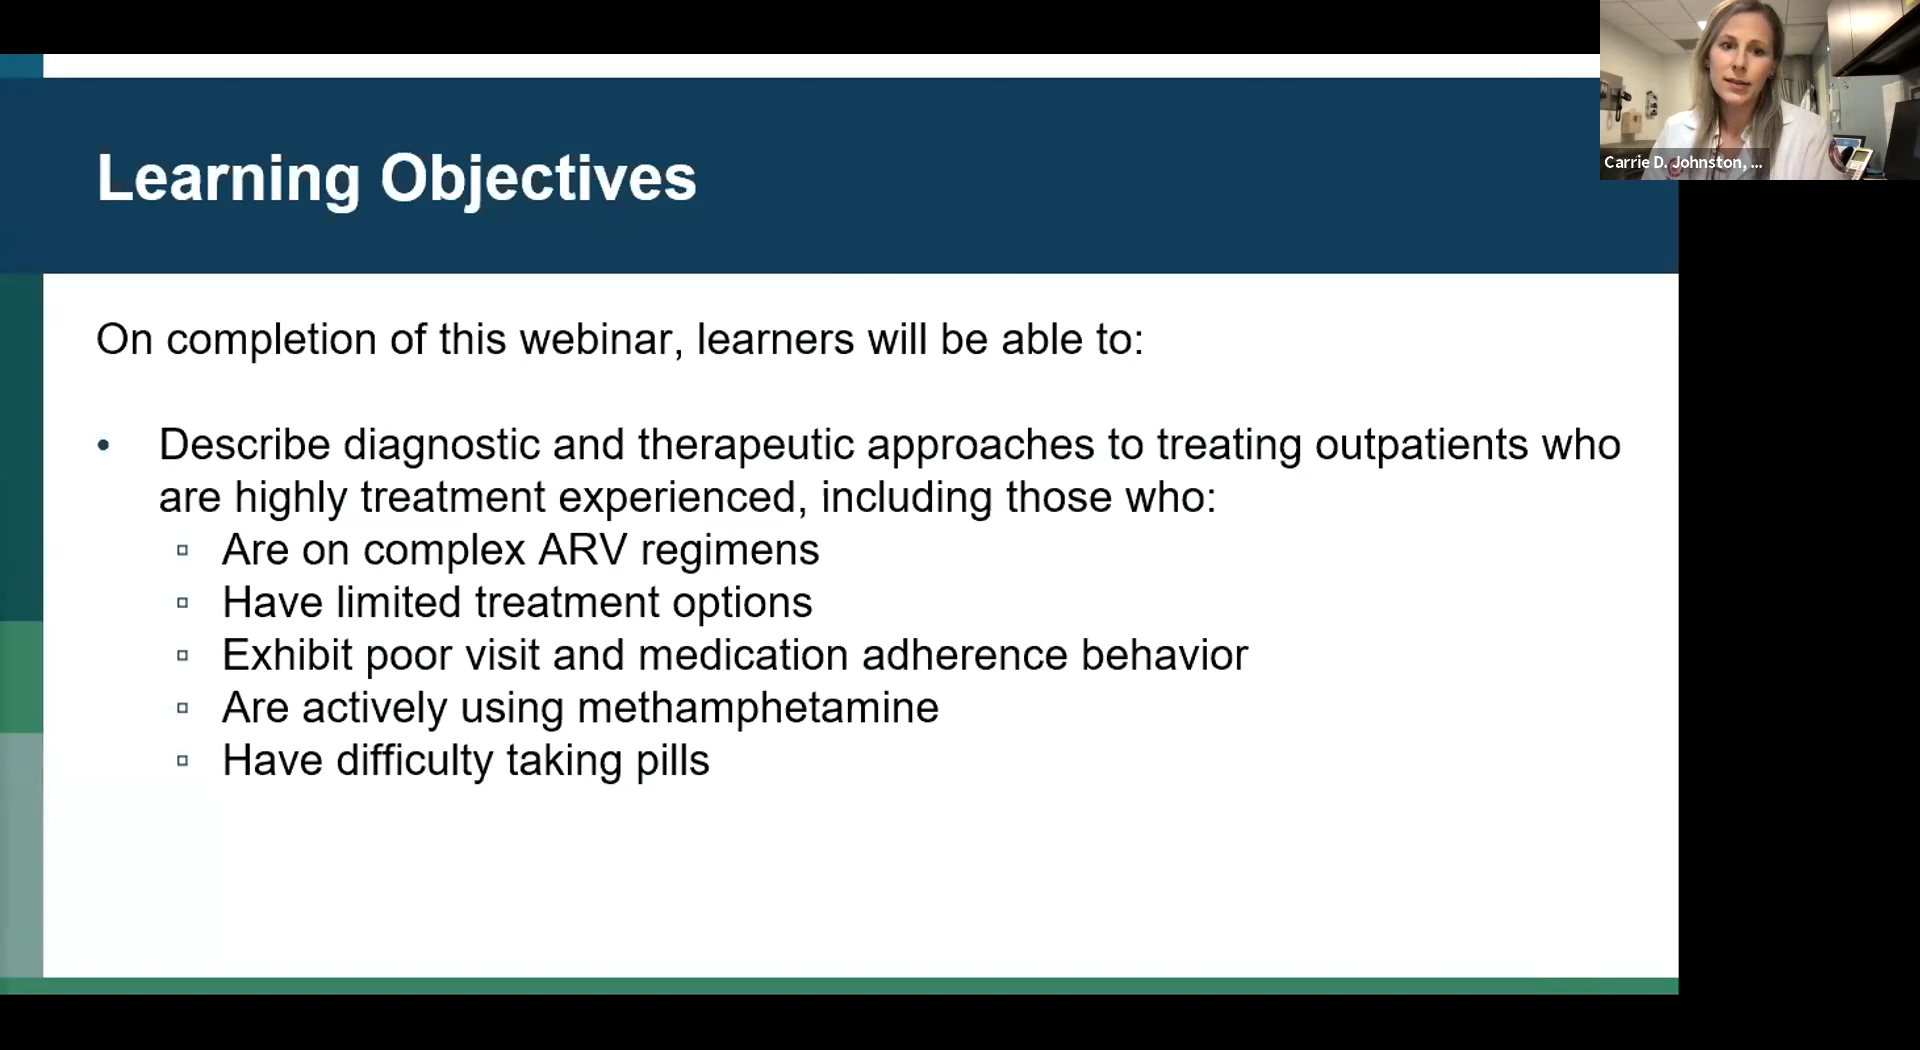 Carrie D. Johnston, ...
Learning Objectives
On completion of this webinar, learners will be able to:
• Describe diagnostic and therapeutic approaches to treating outpatients who
are highly treatment experienced, including those who:
▫ Are on complex ARV regimens
▫ Have limited treatment options
▫ Exhibit poor visit and medication adherence behavior
▫ Are actively using methamphetamine
▫ Have difficulty taking pills